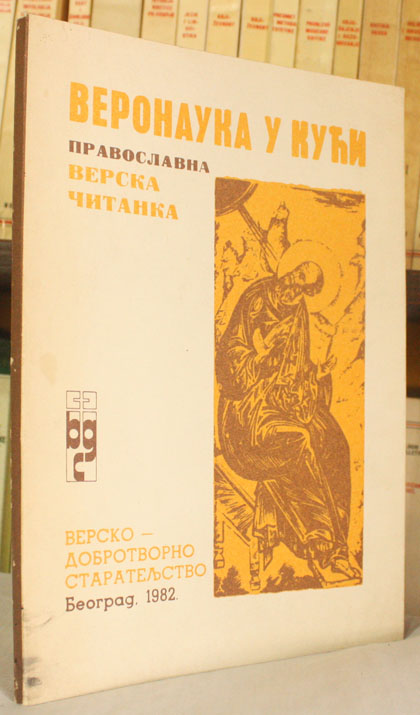 ВЕРОНАУКА У КУЋИ
ПРАВОСЛАВНА
ВЕРСКА
ЧИТАНКА
ВЕРСКО —
ДОБРОТВОРНО
СТАРАТЕЉСТВО
Београд, 1982.